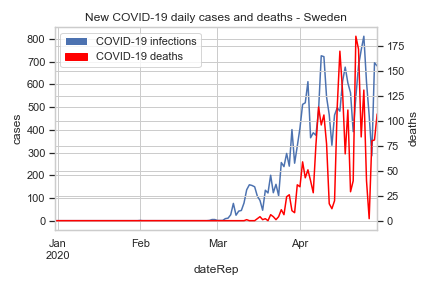 New COVID-19 daily cases and deaths - Sweden
COVID-19 infections
COVID-19 deaths
cases
800
700
600
500
400
300
200
100
0
deaths
175
150
125
100
75
50
25
0
Jan
2020
Feb
Mar
Apr
dateRep